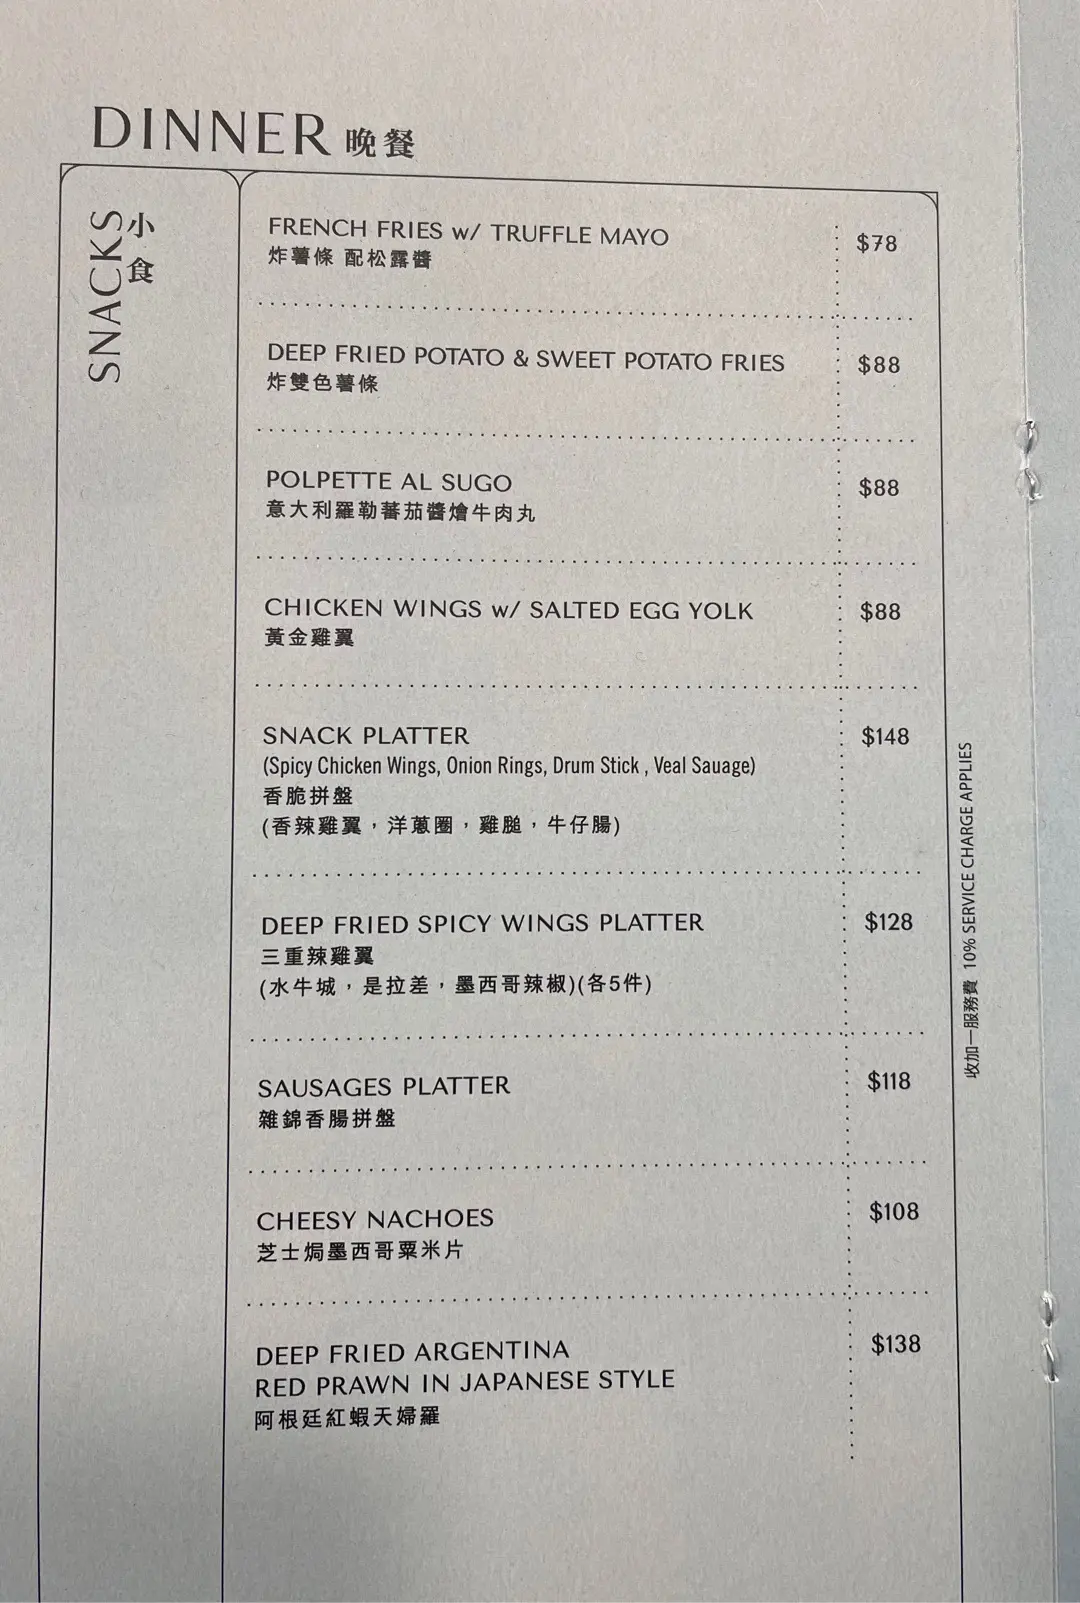 DINNER 晚餐
SNACKS
小食
FRENCH FRIES w/ TRUFFLE MAYO
$78
炸薯條 配松露醬
DEEP FRIED POTATO & SWEET POTATO FRIES
$88
炸雙色薯條
POLPETTE AL SUGO
$88
意大利羅勒蕃茄醬燴牛肉丸
CHICKEN WINGS w/ SALTED EGG YOLK
$88
黃金雞翼
SNACK PLATTER
$148
(Spicy Chicken Wings, Onion Rings, Drum Stick , Veal Sauage)
香脆拼盤
(香辣雞翼，洋蔥圈，雞髓，牛仔腸)
DEEP FRIED SPICY WINGS PLATTER
$128
三重辣雞翼
(水牛城，是拉差，墨西哥辣椒)(各5件)
SAUSAGES PLATTER
$118
雜錦香腸拼盤
CHEESY NACHOES
$108
芝士焗墨西哥粟米片
DEEP FRIED ARGENTINA
$138
RED PRAWN IN JAPANESE STYLE
阿根廷紅蝦天婦羅
收加一服務費 10% SERVICE CHARGE APPLIES